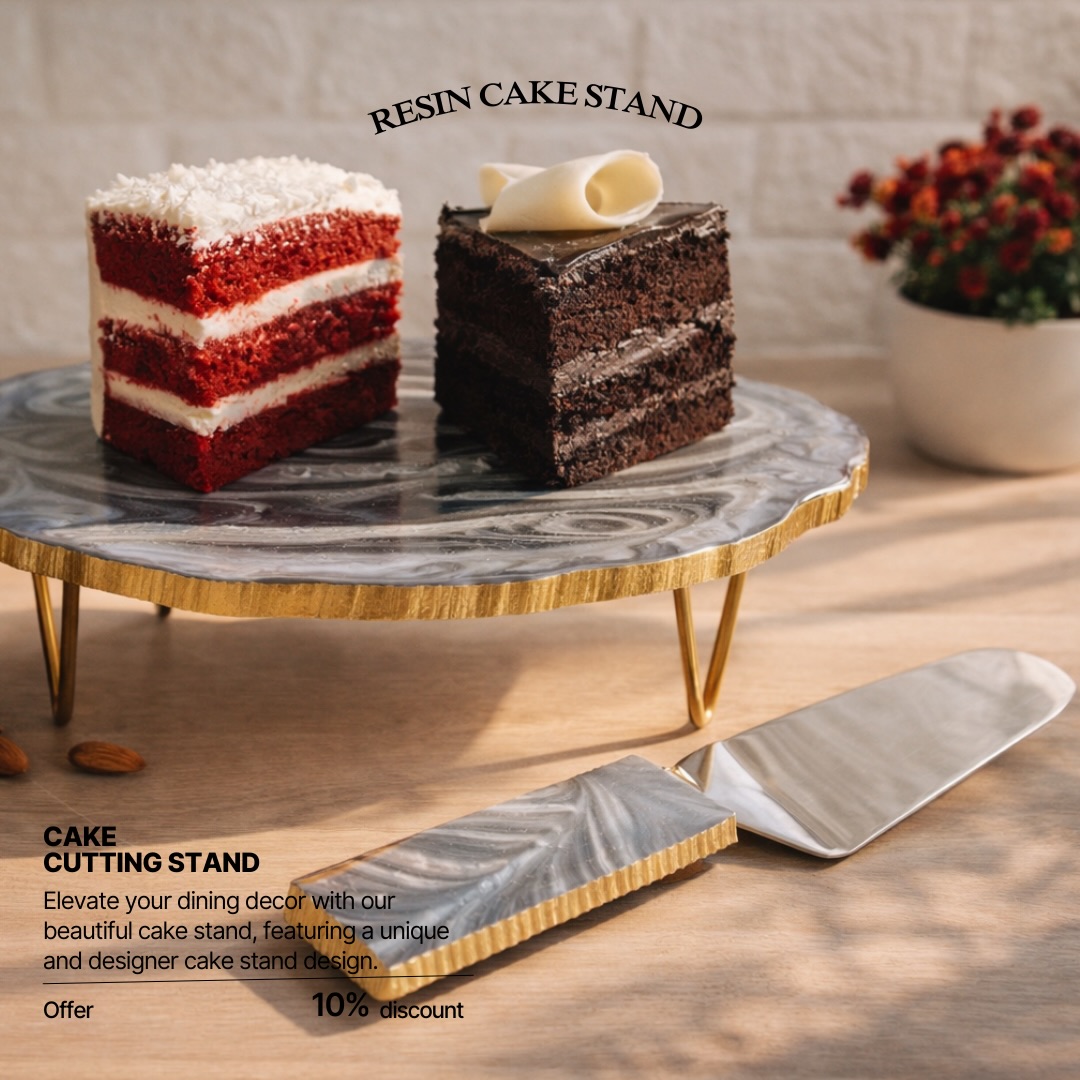 RESIN CAKE STAND
CAKE
CUTTING STAND
Elevate your dining decor with our
beautiful cake stand, featuring a unique
and designer cake stand design.
Offer 10% discount